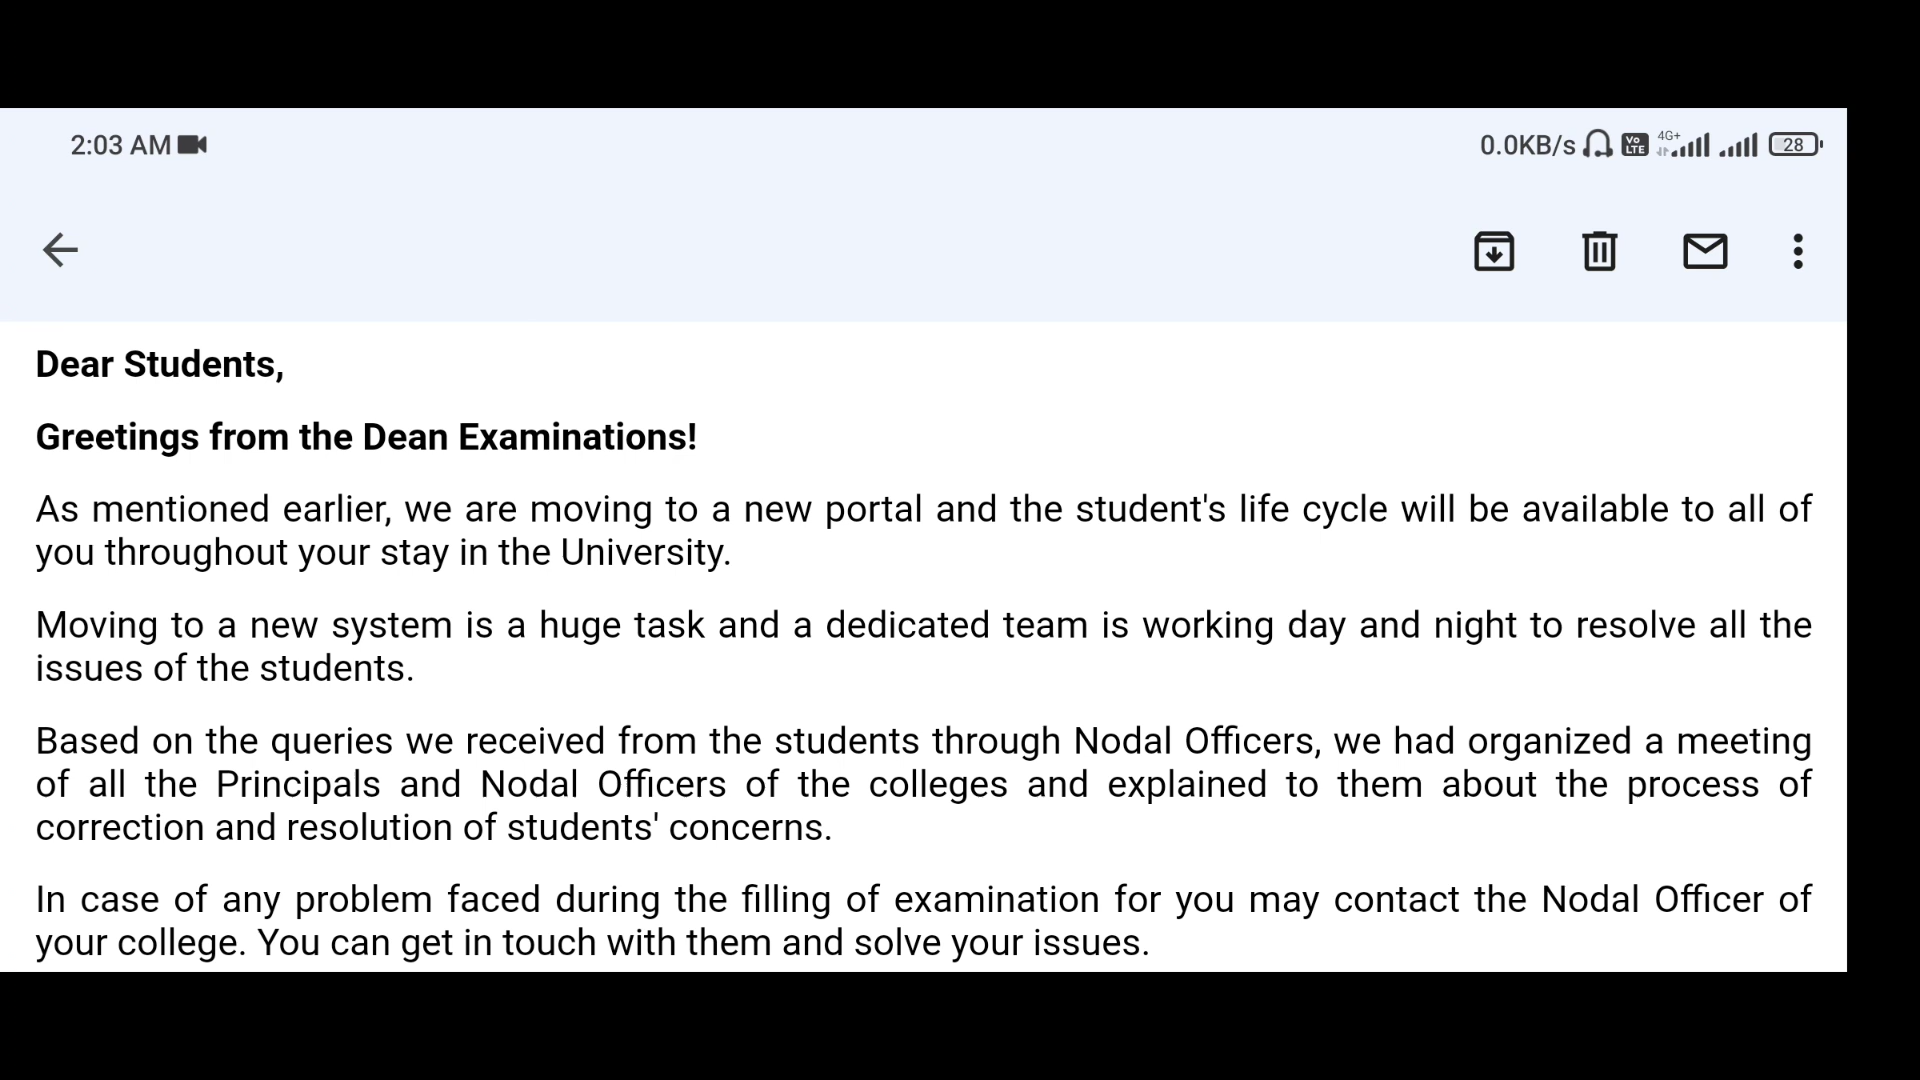 2:03 AM 0.0KB/s Vo LTE 4G+ 28
Dear Students,
Greetings from the Dean Examinations!
As mentioned earlier, we are moving to a new portal and the student's life cycle will be available to all of
you throughout your stay in the University.
Moving to a new system is a huge task and a dedicated team is working day and night to resolve all the
issues of the students.
Based on the queries we received from the students through Nodal Officers, we had organized a meeting
of all the Principals and Nodal Officers of the colleges and explained to them about the process of
correction and resolution of students' concerns.
In case of any problem faced during the filling of examination for you may contact the Nodal Officer of
your college. You can get in touch with them and solve your issues.